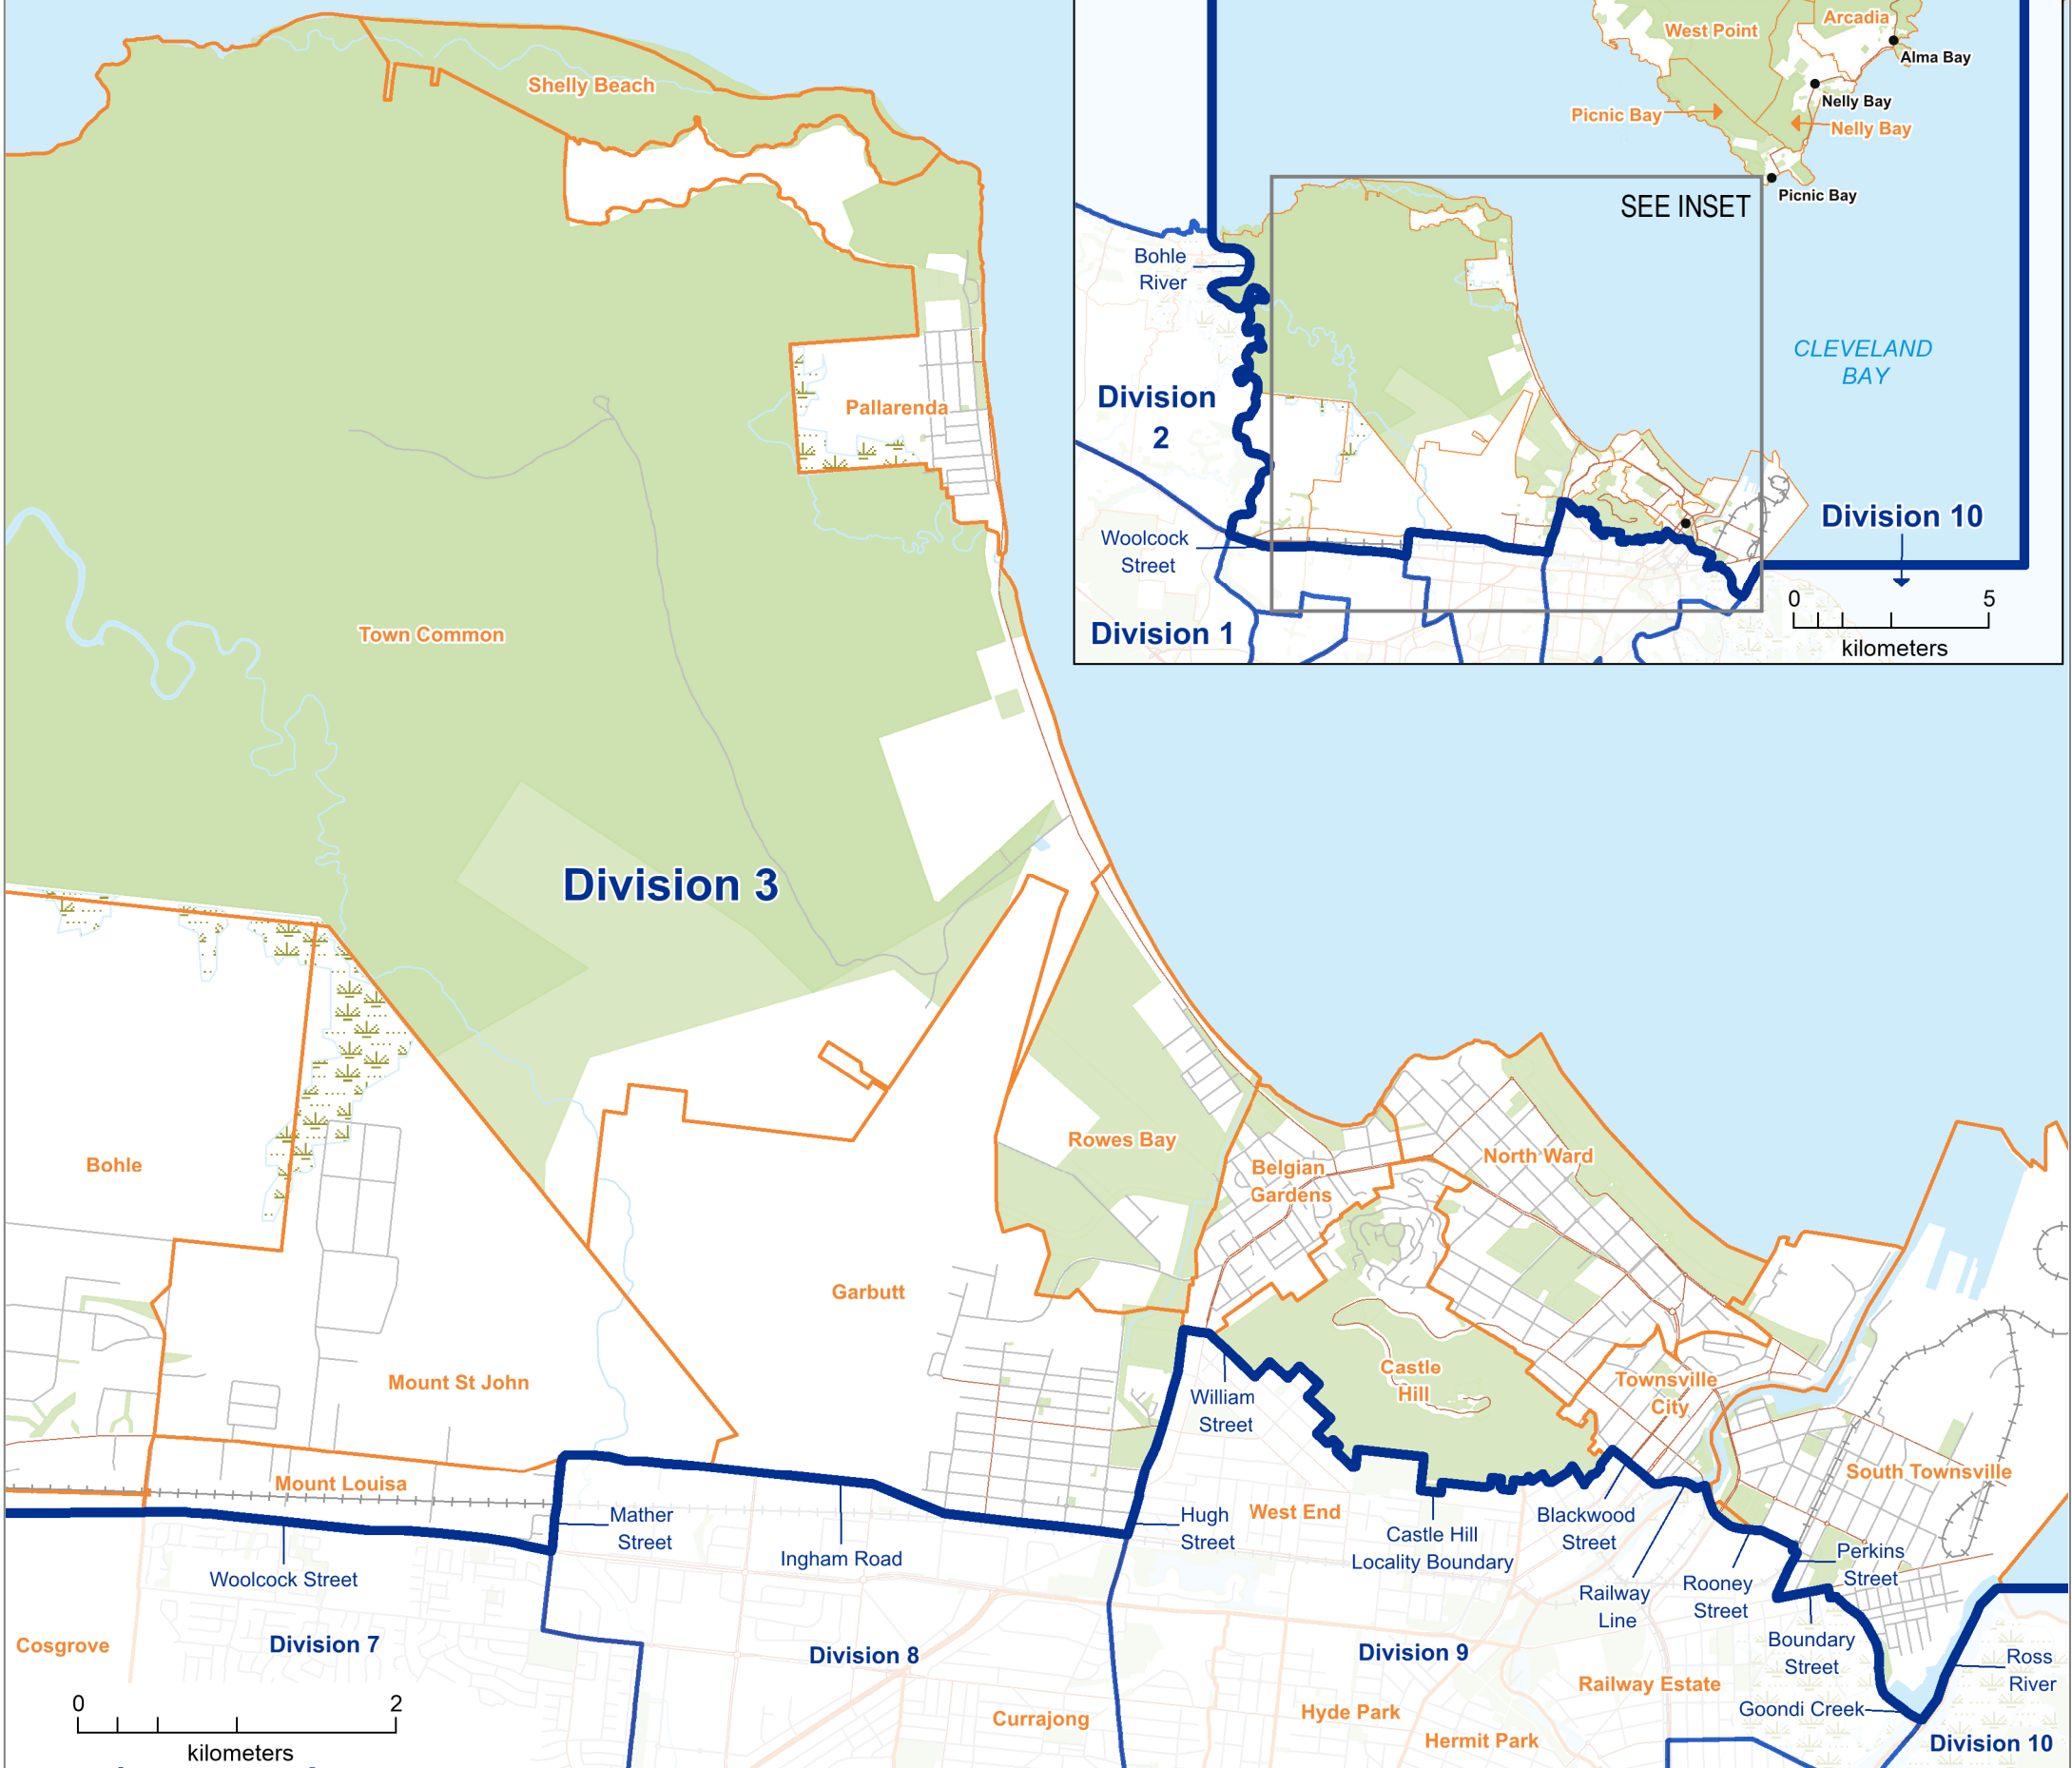 Shelly Beach
West Point
Arcadia
Alma Bay
Nelly Bay
Picnic Bay
Nelly Bay
Picnic Bay
SEE INSET
Bohle
River
CLEVELAND
BAY
Division
2
Division 10
Woolcock
Street
0 5
kilometers
Division 1
Pallarenda
Town Common
Division 3
Rowes Bay
North Ward
Belgian
Gardens
Bohle
Garbutt
Castle
Hill
Townsville
City
Mount St John
William
Street
South Townsville
Mount Louisa
West End
Mather
Street
Hugh
Street
Blackwood
Street
Castle Hill
Locality Boundary
Ingham Road
Perkins
Street
Woolcock Street
Railway
Line
Rooney
Street
Cosgrove
Division 7
Division 8
Division 9
Boundary
Street
Ross
River
Railway Estate
Goondi Creek
Hyde Park
Currajong
Hermit Park
Division 10
0 2
kilometers